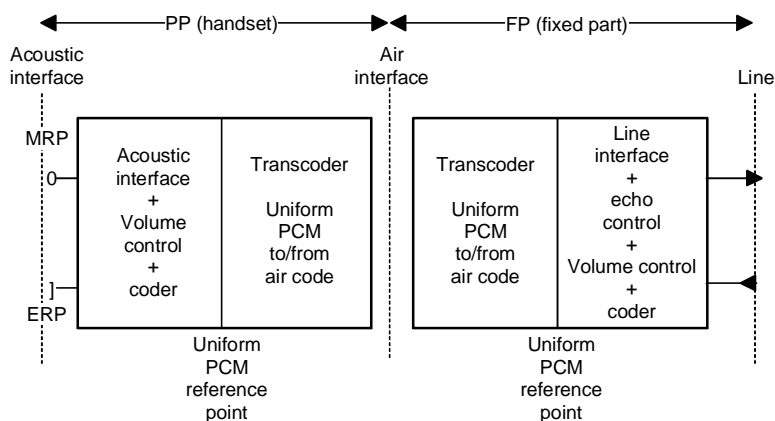 PP (handset)
FP (fixed part)
Acoustic
interface
Air
interface
Line
MRP
0
]
ERP
Acoustic
interface
+
Volume
control
+
coder
Transcoder
Uniform
PCM
to/from
air code
Transcoder
Uniform
PCM
to/from
air code
Line
interface
+
echo
control
+
Volume control
+
coder
Uniform
PCM
reference
point
Uniform
PCM
reference
point